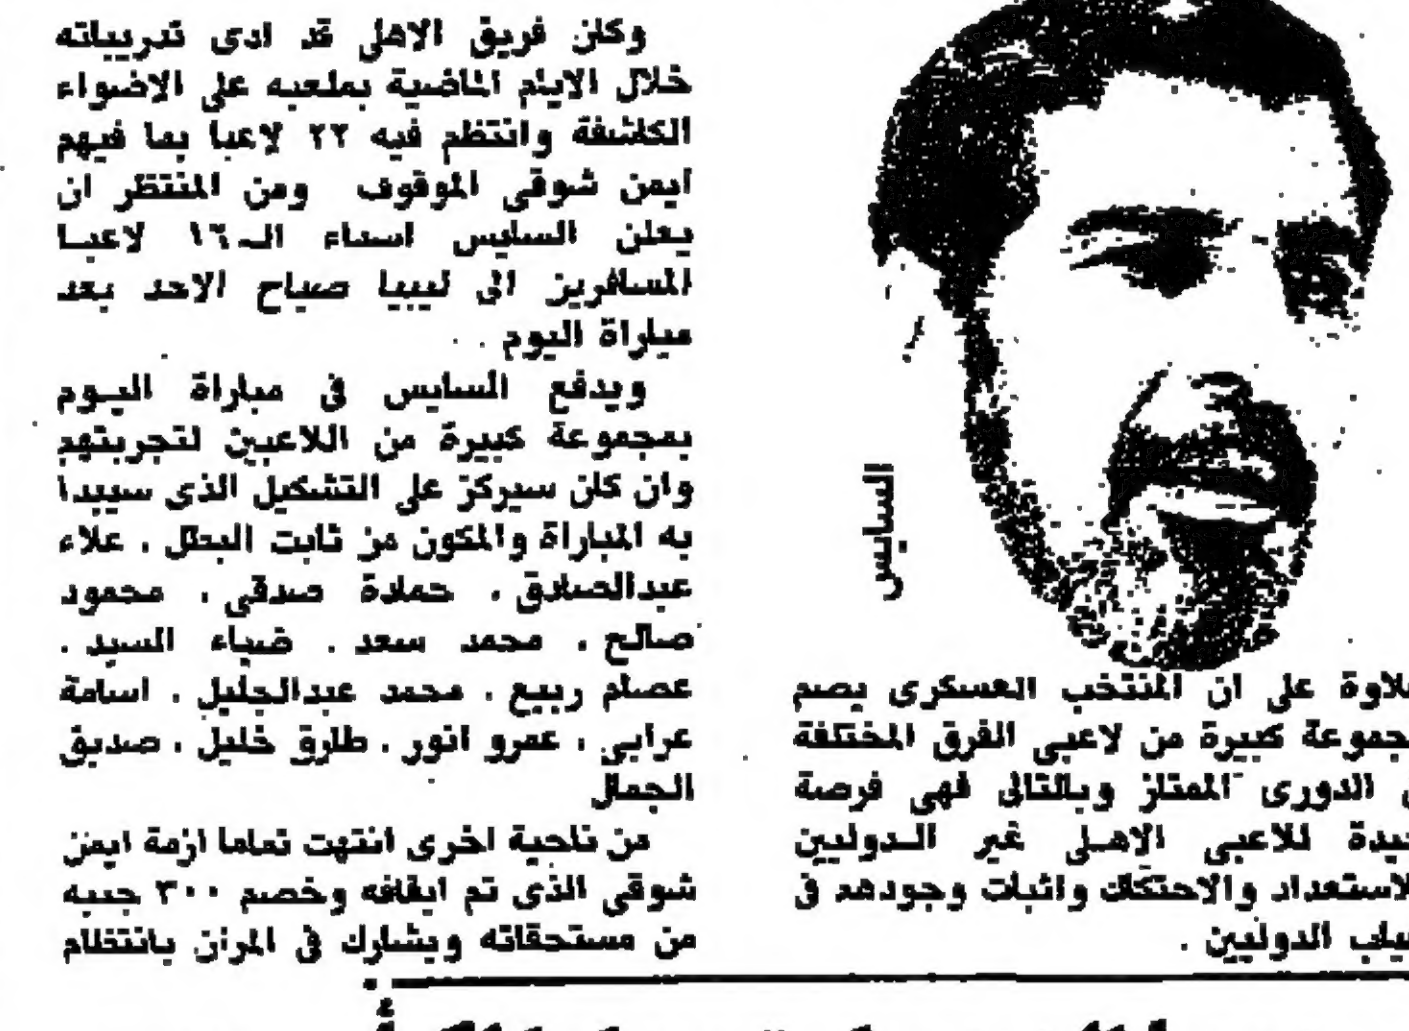 السايس
علاوة على ان المنتخب العسكرى يضم
مجموعة كبيرة من لاعبى الفرق المختلفة
الدورى الممتاز وبالتالى فهى فرصة
جيدة للاعبى الاهلى غير الدوليين
للاستعداد والاحتكاك واثبات وجودهم فى
غياب الدوليين .
وكان فريق الاهلى قد ادى تدريباته
خلال الايام الماضية بملعبه على الاضواء
الكاشفة وانتظم فيه ٢٢ لاعبا بما فيهم
ايمن شوقى الموقوف ومن المنتظر ان
يعلن السايس اسماء الـ١٦ لاعبا
المسافرين الى ليبيا صباح الاحد بعد
مباراة اليوم . .
ويدفع السايس فى مباراة اليوم
بمجموعة كبيرة من اللاعبين لتجربتهم
وان كان سيركز على التشكيل الذى سيبدا
به المباراة والمكون من ثابت البطل ، علاء
عبدالصادق ، حمادة صدقى ، محمود
صالح ، محمد سعد ، ضياء السيد ،
عصام ربيع ، محمد عبدالجليل ، اسامة
عرابى ، عمرو انور ، طارق خليل ، صديق
الجمال
من ناحية اخرى انتهت تماما ازمة ايمن
شوقى الذى تم ايقافه وخصم ٣٠٠ جنيه
من مستحقاته ويشارك فى المران بانتظام